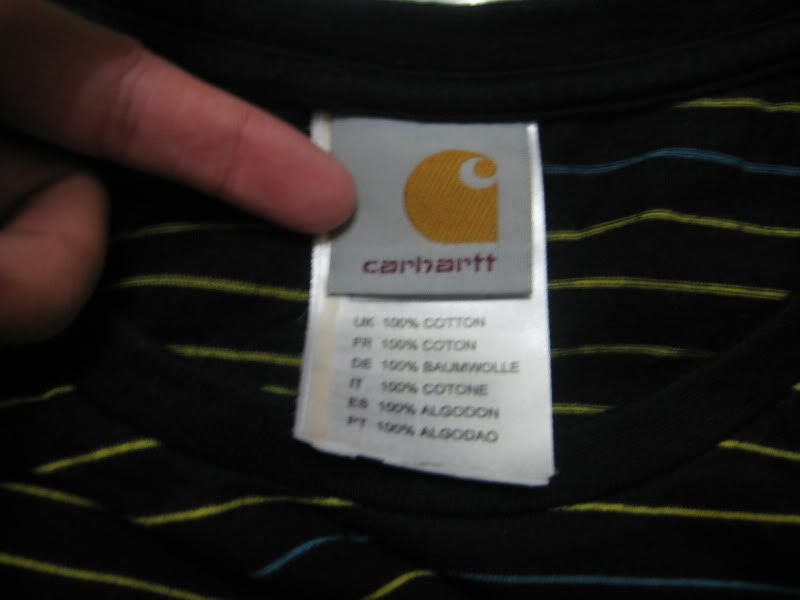 carhartt
UK 100% COTTON
FR 100% COTON
DE 100% BAUMWOLLE
IT 100% COTONE
ES 100% ALGODON
PT 100% ALGODAO